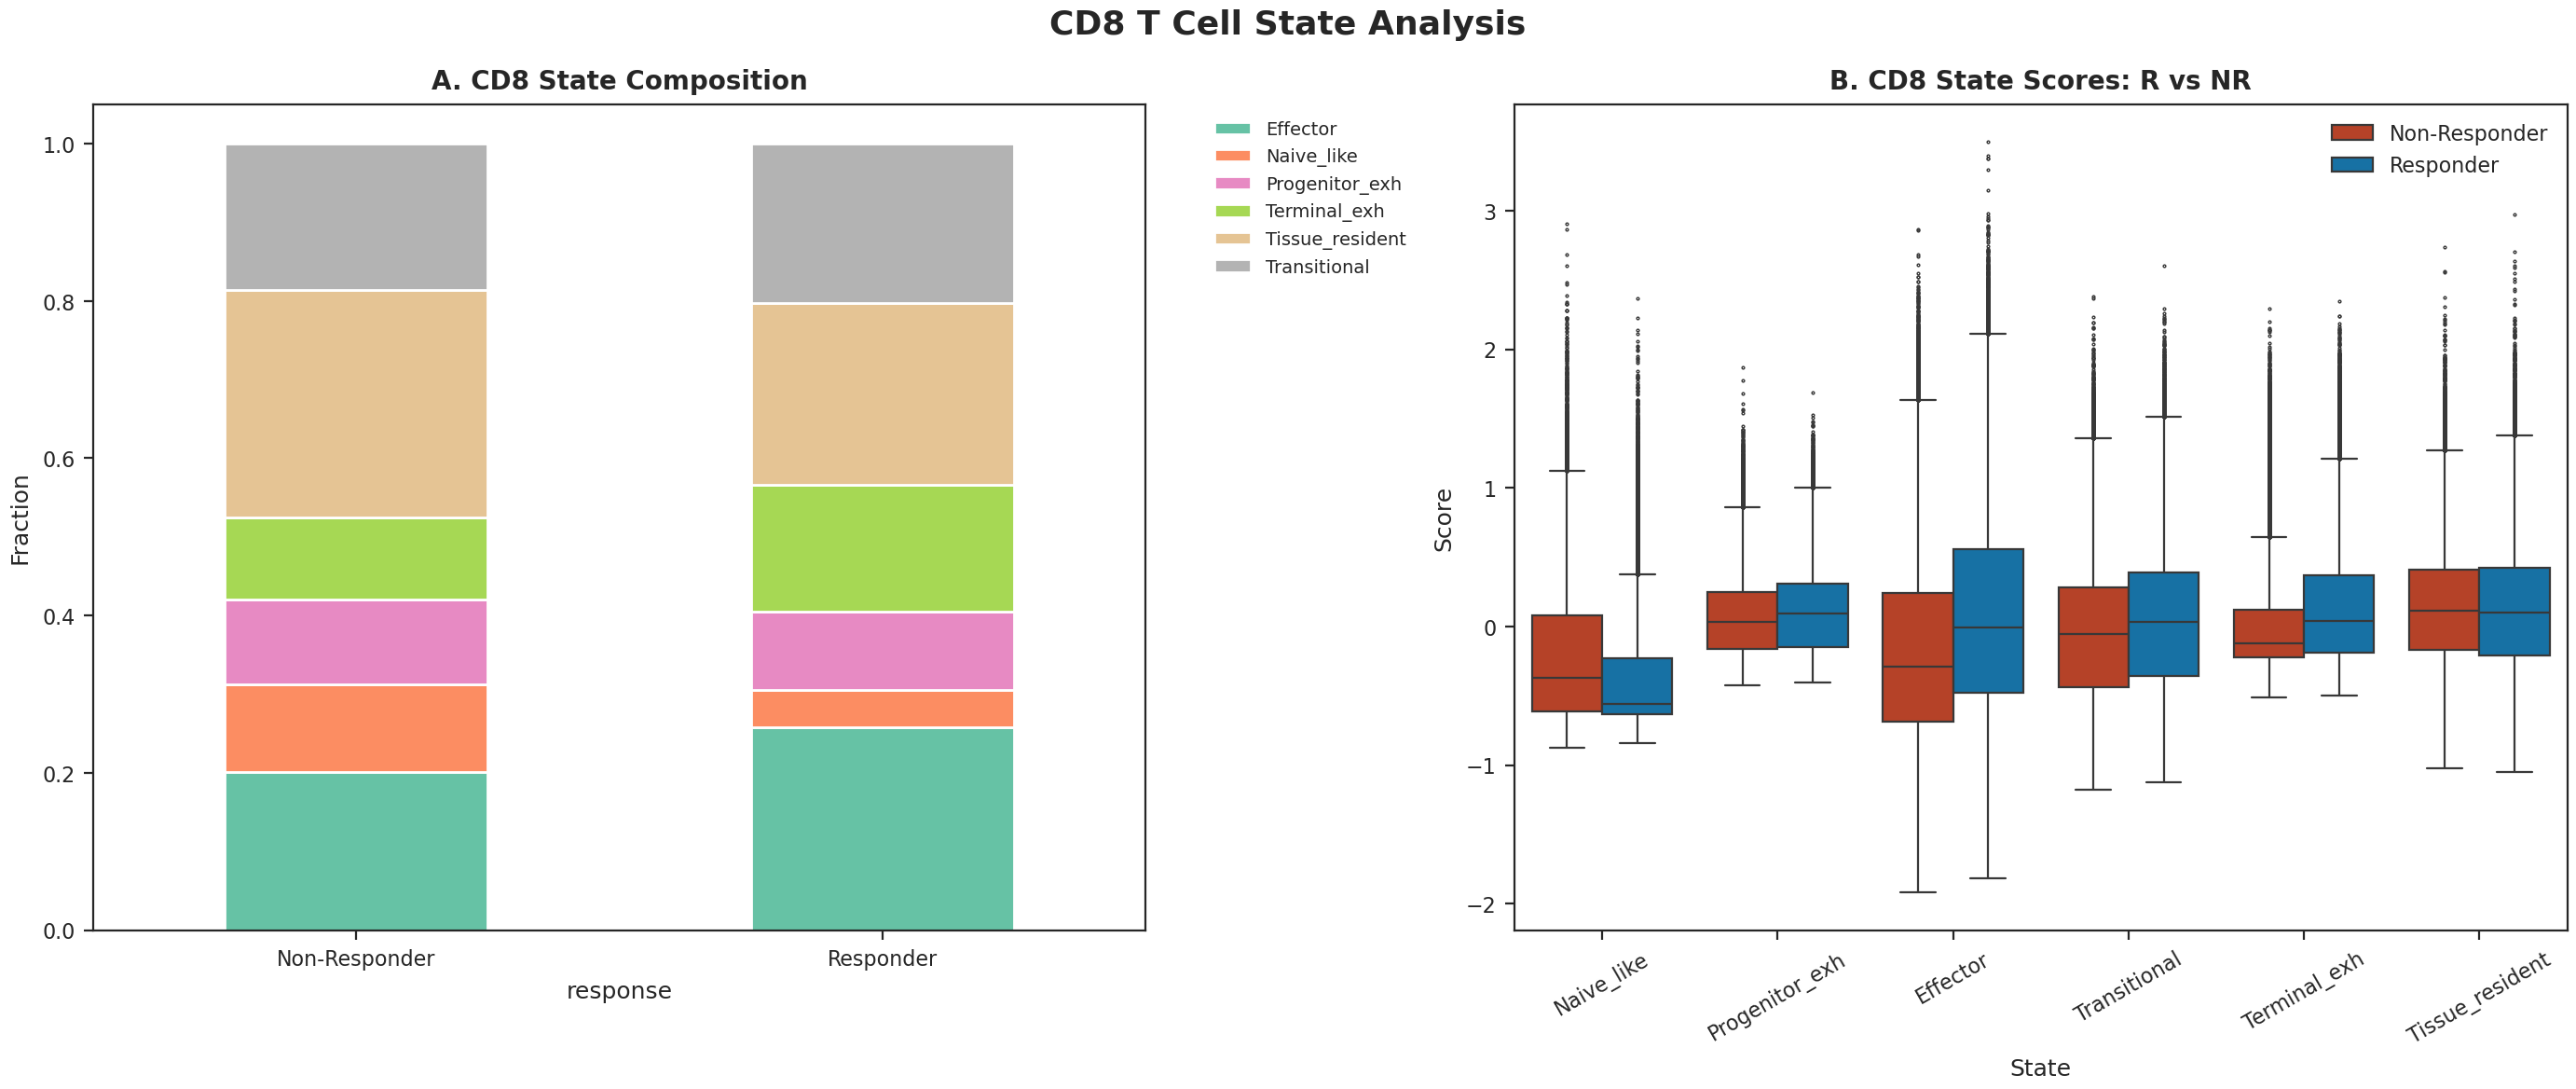 CD8 T Cell State Analysis
A. CD8 State Composition
Fraction
1.0
0.8
0.6
0.4
0.2
0.0
Non-Responder
Responder
response
Effector
Naive_like
Progenitor_exh
Terminal_exh
Tissue_resident
Transitional
B. CD8 State Scores: R vs NR
Non-Responder
Responder
Score
3
2
1
0
−1
−2
Naive_like
Progenitor_exh
Effector
Transitional
Terminal_exh
Tissue_resident
State